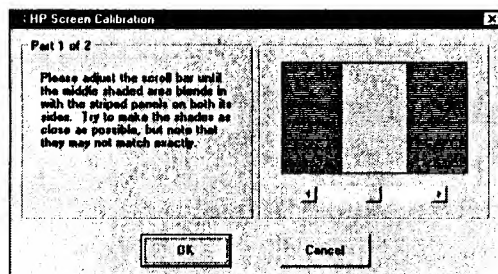 HP Screen Calibration
Part 1 of 2
Please adjust the scroll bar until
the middle shaded area blends in
with the striped panels on both its
sides. Try to make the shades as
close as possible, but note that
they may not match exactly.
OK
Cancel